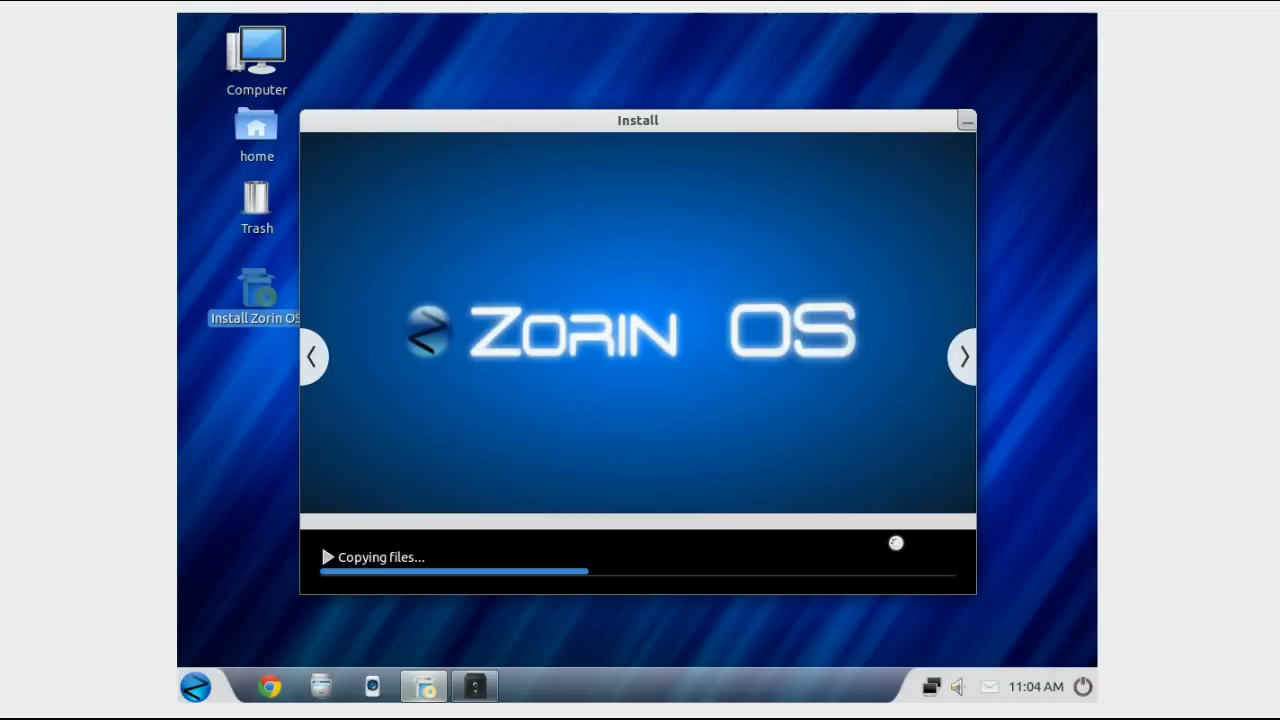 Computer
home
Trash
Install Zorin OS
Install
ZORIN OS
Copying files...
11:04 AM